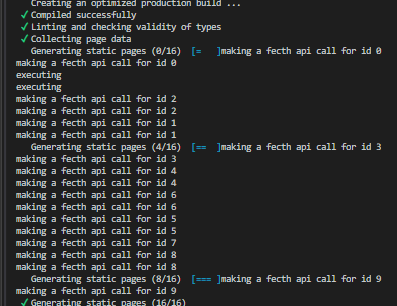 Creating an optimized production build ...
✓ Compiled successfully
✓ Linting and checking validity of types
✓ Collecting page data
Generating static pages (0/16) [= ]making a fecth api call for id 0
making a fecth api call for id 0
executing
executing
making a fecth api call for id 2
making a fecth api call for id 2
making a fecth api call for id 1
making a fecth api call for id 1
Generating static pages (4/16) [== ]making a fecth api call for id 3
making a fecth api call for id 3
making a fecth api call for id 4
making a fecth api call for id 4
making a fecth api call for id 6
making a fecth api call for id 6
making a fecth api call for id 5
making a fecth api call for id 5
making a fecth api call for id 7
making a fecth api call for id 8
making a fecth api call for id 8
Generating static pages (8/16) [=== ]making a fecth api call for id 9
making a fecth api call for id 9
✓ Generating static pages (16/16)